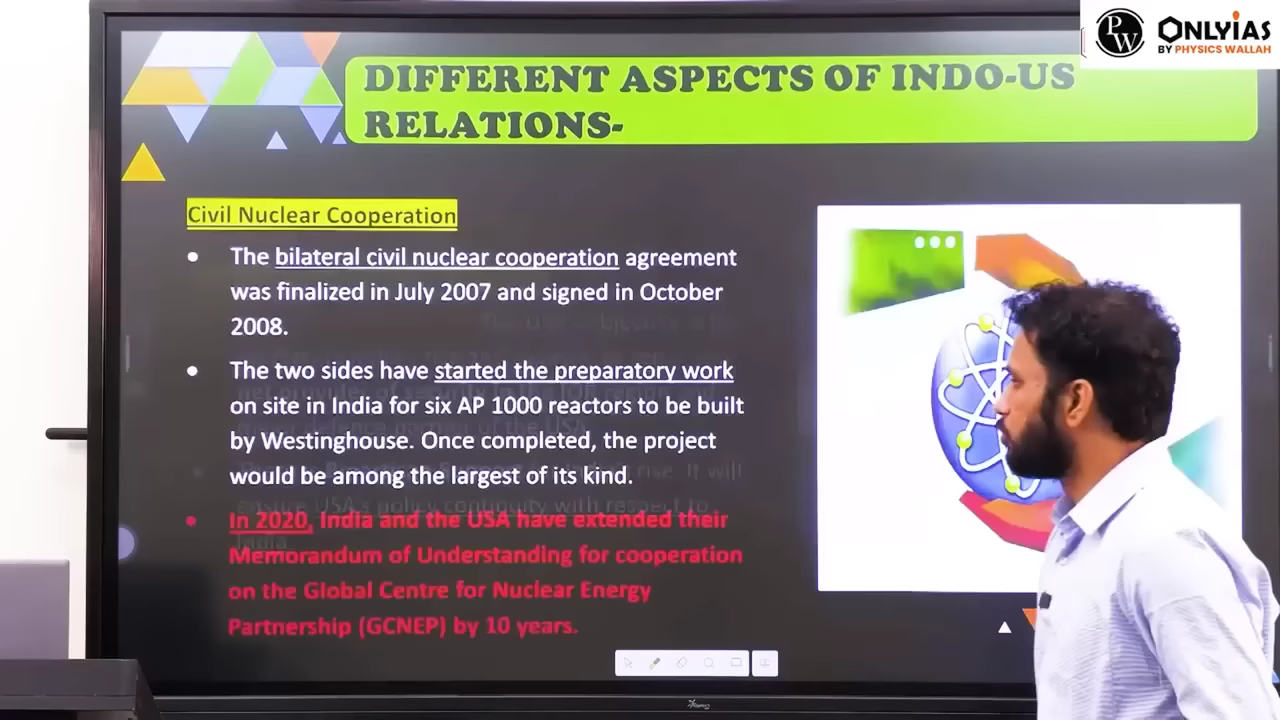 PW
ONLYIAS
BY PHYSICS WALLAH
DIFFERENT ASPECTS OF INDO-US
RELATIONS-
Civil Nuclear Cooperation
• The bilateral civil nuclear cooperation agreement
was finalized in July 2007 and signed in October
2008.
• The two sides have started the preparatory work
on site in India for six AP 1000 reactors to be built
by Westinghouse. Once completed, the project
would be among the largest of its kind.
• In 2020, India and the USA have extended their
Memorandum of Understanding for cooperation
on the Global Centre for Nuclear Energy
Partnership (GCNEP) by 10 years.